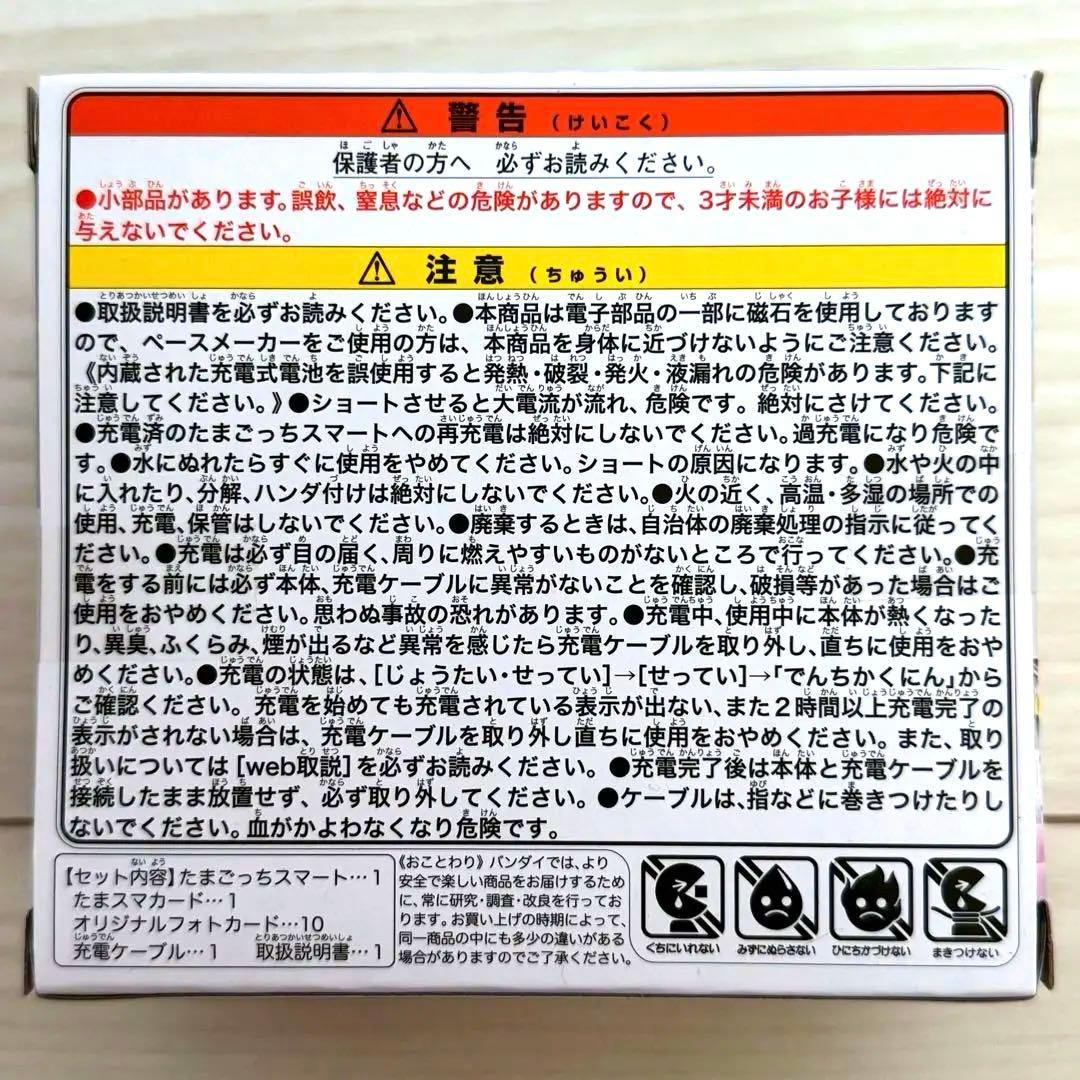 警告（けいこく）
保護者の方へ 必ずお読みください。
●小部品があります。誤飲、窒息などの危険がありますので、3才未満のお子様には絶対に
与えないでください。
注意（ちゅうい）
●取扱説明書を必ずお読みください。●本商品は電子部品の一部に磁石を使用しております
ので、ペースメーカーをご使用の方は、本商品を身体に近づけないようにご注意ください。
《内蔵された充電式電池を誤使用すると発熱・破裂・発火・液漏れの危険があります。下記に
注意してください。》●ショートさせると大電流が流れ、危険です。絶対にさけてください。
●充電済のたまごっちスマートへの再充電は絶対にしないでください。過充電になり危険で
す。●水にぬれたらすぐに使用をやめてください。ショートの原因になります。●水や火の中
に入れたり、分解、ハンダ付けは絶対にしないでください。●火の近く、高温・多湿の場所での
使用、充電、保管はしないでください。●廃棄するときは、自治体の廃棄処理の指示に従ってく
ださい。●充電は必ず目の届く、周りに燃えやすいものがないところで行ってください。●充
電をする前には必ず本体、充電ケーブルに異常がないことを確認し、破損等があった場合はご
使用をおやめください。思わぬ事故の恐れがあります。●充電中、使用中に本体が熱くなった
り、異臭、ふくらみ、煙が出るなど異常を感じたら充電ケーブルを取り外し、直ちに使用をおや
めください。●充電の状態は、[じょうたい・せってい]→[せってい]→「でんちかくにん」から
ご確認ください。充電を始めても充電されている表示が出ない、また2時間以上充電完了の
表示がされない場合は、充電ケーブルを取り外し直ちに使用をおやめください。また、取り
扱いについては[web取説]を必ずお読みください。●充電完了後は本体と充電ケーブルを
接続したまま放置せず、必ず取り外してください。●ケーブルは、指などに巻きつけたりし
ないでください。血がかよわなくなり危険です。
【セット内容】たまごっちスマート…1
たまスマカード…1
オリジナルフォトカード…10
充電ケーブル…1 取扱説明書…1
《おことわり》バンダイでは、より
安全で楽しい商品をお届けするため
に、常に研究・調査・改良を行って
おります。お買い上げの時期によって、
同一商品の中にも多少の違いがある
場合がありますのでご了承ください。
くちにいれない
みずにぬらさない
ひにちかづけない
まきつけない